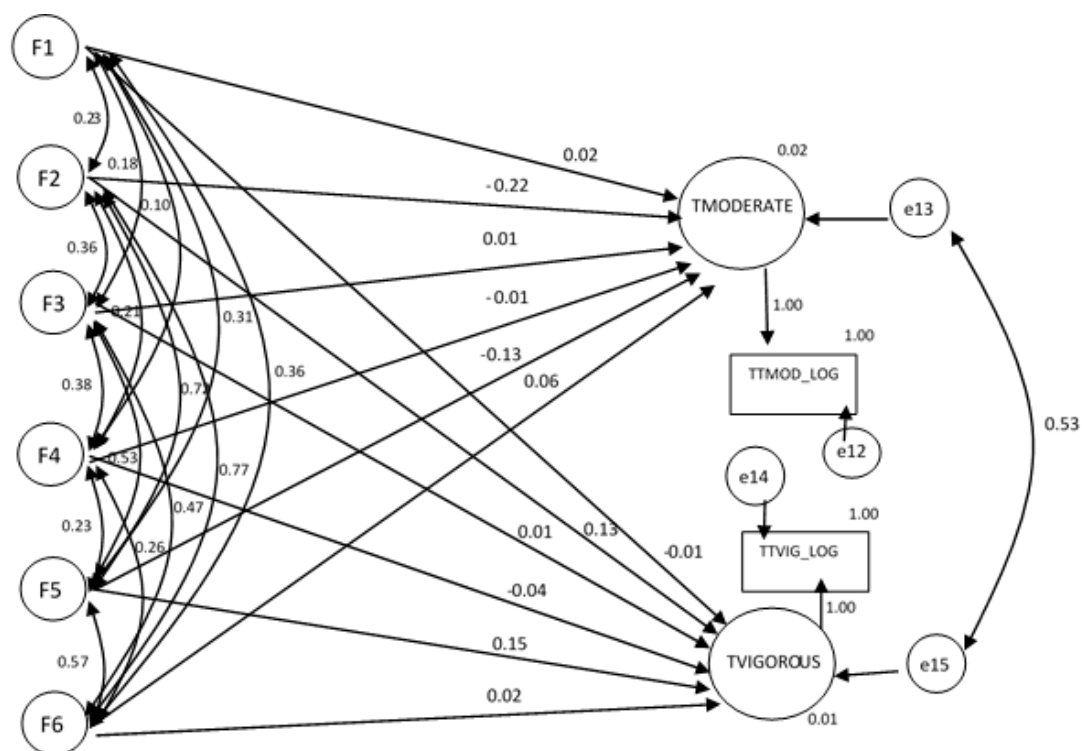 F1
0.02
0.02
0.23
F2
0.18
-0.22
TMODERATE
e13
0.10
0.36
0.01
F3
0.21
0.31
-0.01
1.00
1.00
0.38
0.72
0.36
-0.13
0.06
TTMOD_LOG
0.53
F4
0.53
0.77
e12
e14
0.23
0.47
0.26
0.01
0.13
-0.01
1.00
TTVIG_LOG
F5
-0.04
1.00
0.57
0.15
TVIGOROUS
e15
F6
0.02
0.01